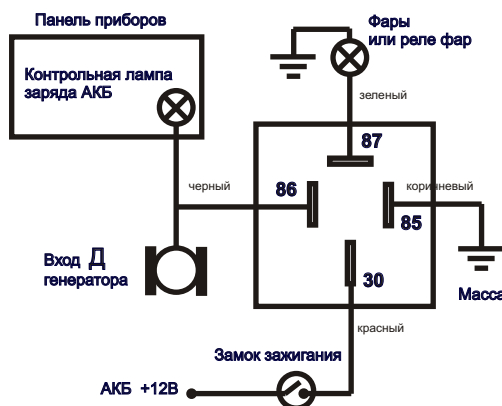 Панель приборов
Контрольная лампа
заряда АКБ
Фары
или реле фар
зеленый
87
черный
86
коричневый
85
Вход Д
генератора
30
Масса
красный
Замок зажигания
АКБ +12В